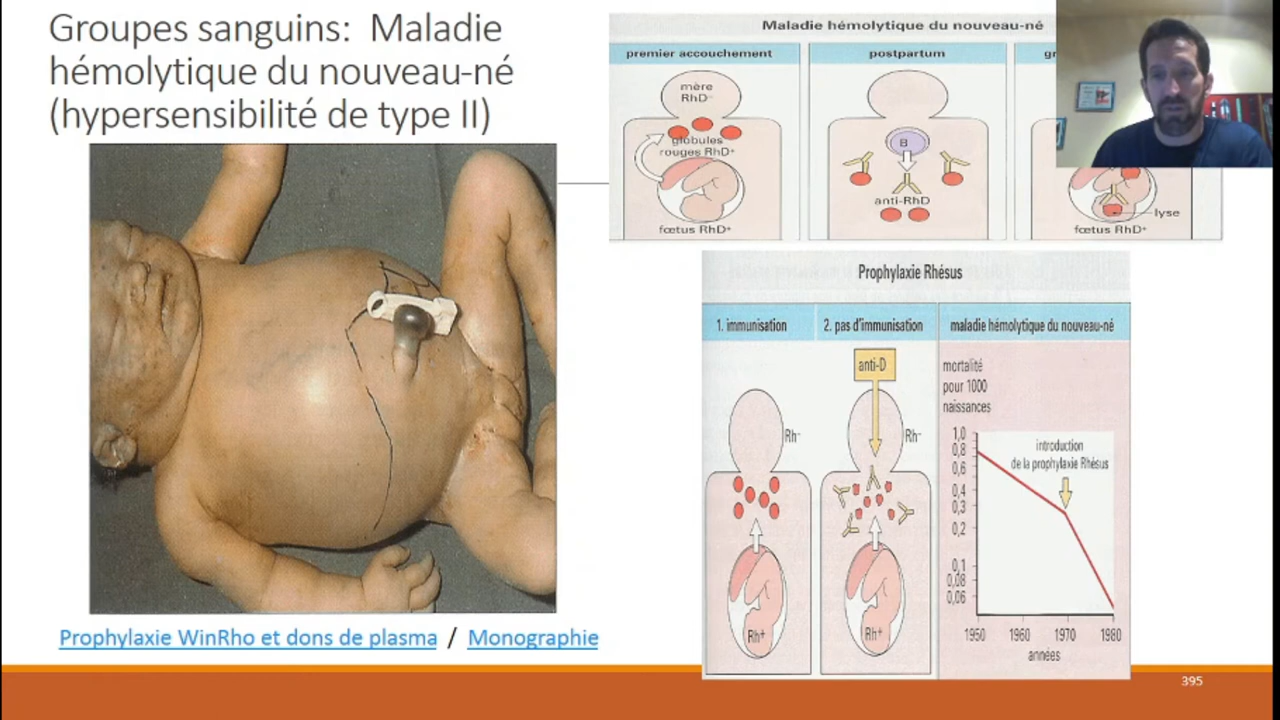 Groupes sanguins: Maladie
hémolytique du nouveau-né
(hypersensibilité de type II)
Maladie hémolytique du nouveau-né
premier accouchement
postpartum
mère
RhD⁻
globules
rouges RhD⁺
fœtus RhD⁺
B
anti-RhD
lyse
fœtus RhD⁺
Prophylaxie Rhésus
1. immunisation
2. pas d'immunisation
maladie hémolytique du nouveau-né
anti-D
Rh⁻
Rh⁻
Rh⁺
Rh⁺
mortalité
pour 1000
naissances
introduction
de la prophylaxie Rhésus
1,0
0,8
0,6
0,4
0,3
0,2
0,1
0,08
0,06
1950 1960 1970 1980
années
Prophylaxie WinRho et dons de plasma / Monographie
395